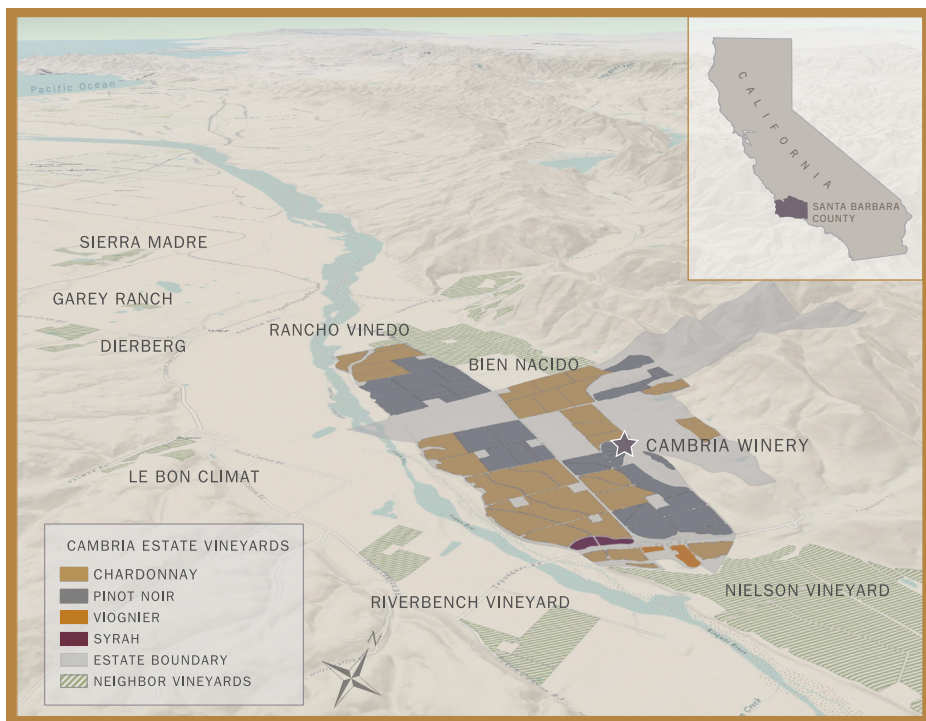 Pacific Ocean
CALIFORNIA
SANTA BARBARA
COUNTY
SIERRA MADRE
GAREY RANCH
RANCHO VINEDO
DIERBERG
BIEN NACIDO
CAMBRIA WINERY
LE BON CLIMAT
CAMBRIA ESTATE VINEYARDS
CHARDONNAY
PINOT NOIR
VIOGNIER
SYRAH
ESTATE BOUNDARY
NEIGHBOR VINEYARDS
RIVERBENCH VINEYARD
NIELSON VINEYARD
N